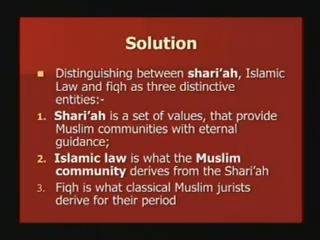 Solution
Distinguishing between shari'ah, Islamic
Law and fiqh as three distinctive
entities:-
1. Shari'ah is a set of values, that provide
Muslim communities with eternal
guidance;
2. Islamic law is what the Muslim
community derives from the Shari'ah
3. Fiqh is what classical Muslim jurists
derive for their period